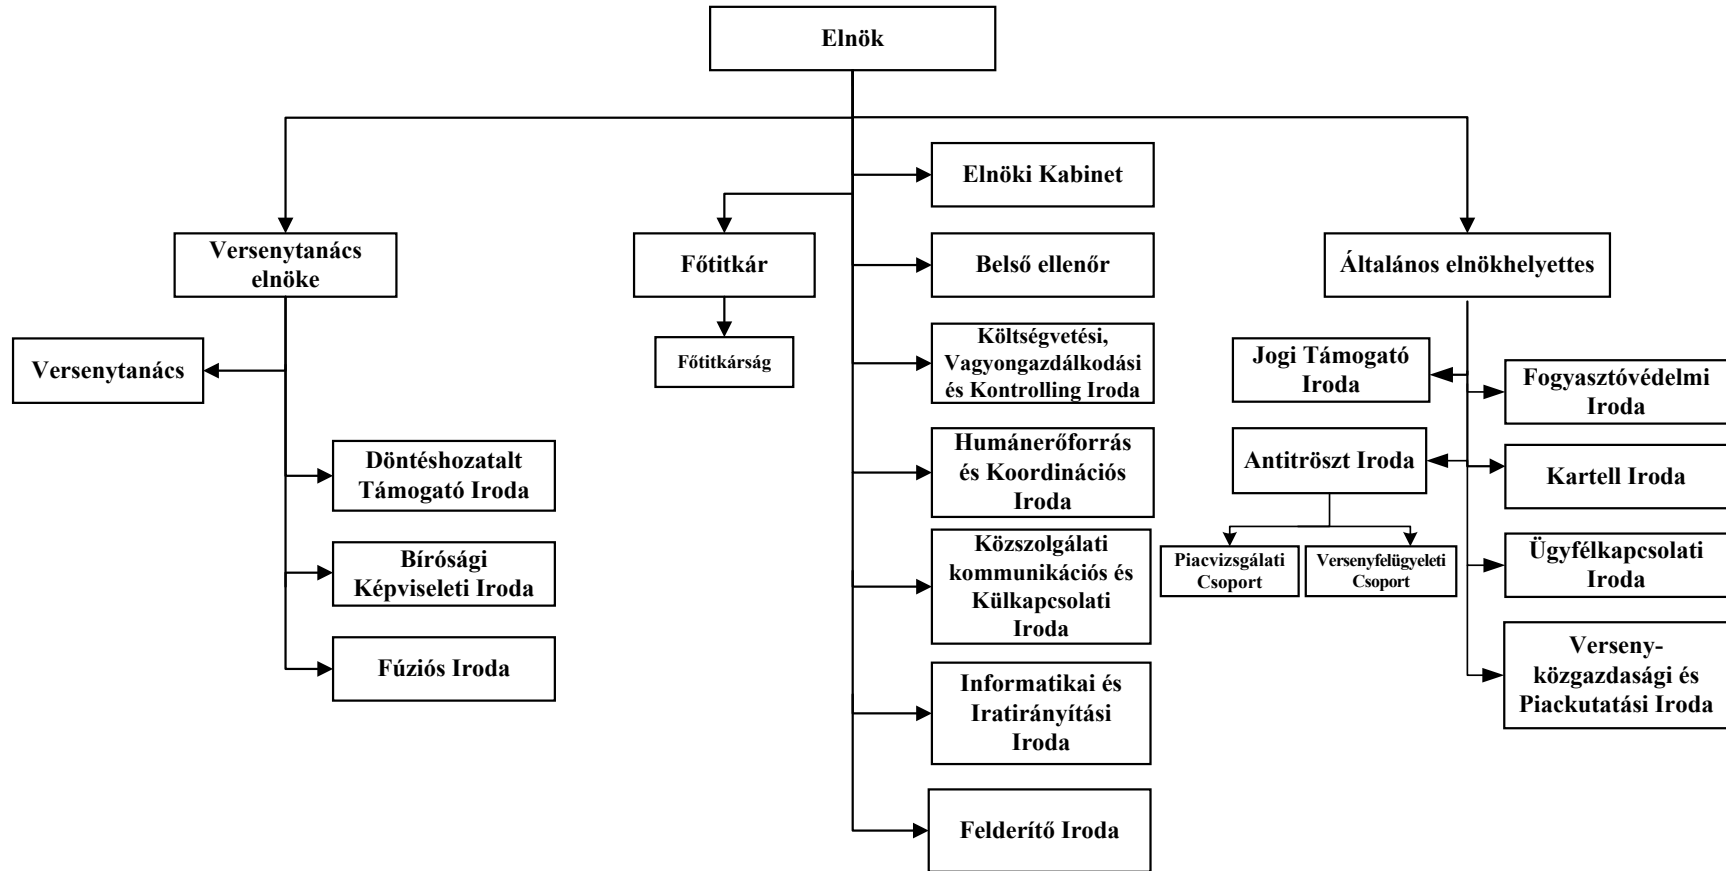 Elnök
Elnöki Kabinet
Versenytanács
elnöke
Főtitkár
Belső ellenőr
Általános elnökhelyettes
Versenytanács
Főtitkárság
Költségvetési,
Vagyongazdálkodási
és Kontrolling Iroda
Jogi Támogató
Iroda
Fogyasztóvédelmi
Iroda
Döntéshozatalt
Támogató Iroda
Humánerőforrás
és Koordinációs
Iroda
Antitröszt Iroda
Kartell Iroda
Bírósági
Képviseleti Iroda
Közszolgálati
kommunikációs és
Külkapcsolati
Iroda
Piacvizsgálati
Csoport
Versenyfelügyeleti
Csoport
Ügyfélkapcsolati
Iroda
Fúziós Iroda
Informatikai és
Iratirányítási
Iroda
Verseny-
közgazdasági és
Piackutatási Iroda
Felderítő Iroda